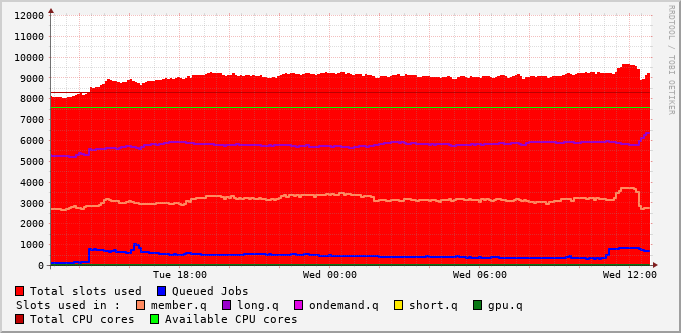 RRDTOOL / TOBI OETIKER
12000
11000
10000
9000
8000
7000
6000
5000
4000
3000
2000
1000
0
Tue 18:00 Wed 00:00 Wed 06:00 Wed 12:00
Total slots used Queued Jobs
Slots used in : member.q long.q ondemand.q short.q gpu.q
Total CPU cores Available CPU cores